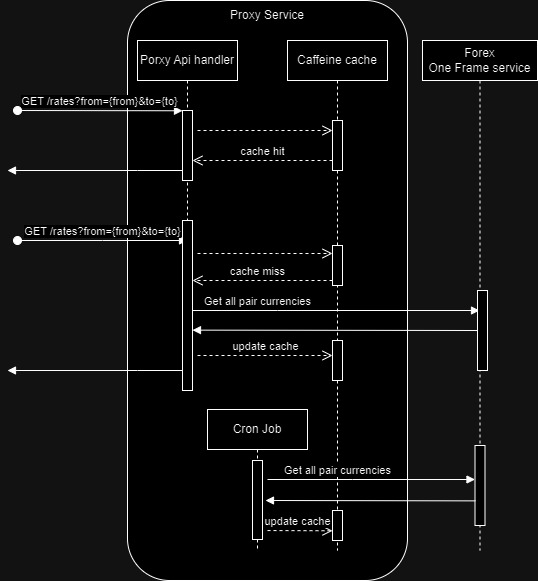 Proxy Service
Porxy Api handler
Caffeine cache
Forex
One Frame service
GET /rates?from={from}&to={to}
cache hit
GET /rates?from={from}&to={to}
cache miss
Get all pair currencies
update cache
Cron Job
Get all pair currencies
update cache